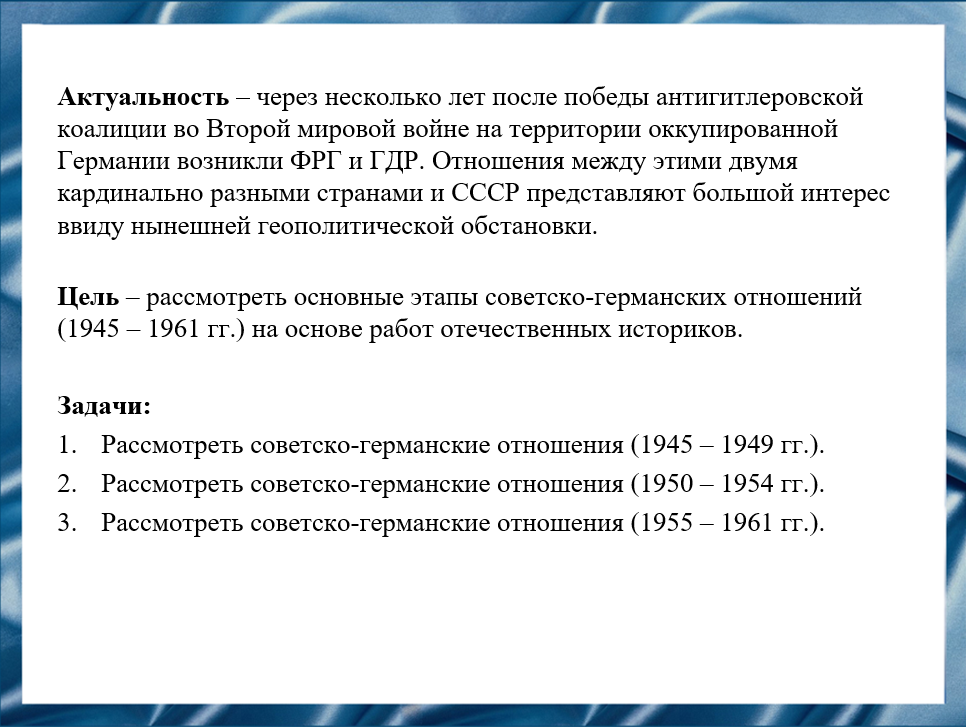 Актуальность – через несколько лет после победы антигитлеровской
коалиции во Второй мировой войне на территории оккупированной
Германии возникли ФРГ и ГДР. Отношения между этими двумя
кардинально разными странами и СССР представляют большой интерес
ввиду нынешней геополитической обстановки.
Цель – рассмотреть основные этапы советско-германских отношений
(1945 – 1961 гг.) на основе работ отечественных историков.
Задачи:
1. Рассмотреть советско-германские отношения (1945 – 1949 гг.).
2. Рассмотреть советско-германские отношения (1950 – 1954 гг.).
3. Рассмотреть советско-германские отношения (1955 – 1961 гг.).